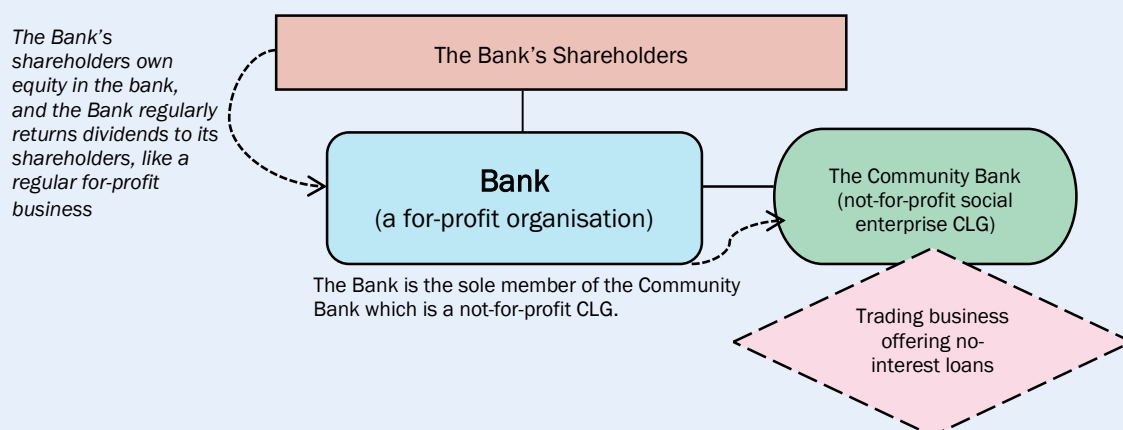 The Bank’s
shareholders own
equity in the bank,
and the Bank regularly
returns dividends to its
shareholders, like a
regular for-profit
business
The Bank’s Shareholders
Bank
(a for-profit organisation)
The Community Bank
(not-for-profit social
enterprise CLG)
The Bank is the sole member of the Community
Bank which is a not-for-profit CLG.
Trading business
offering no-
interest loans